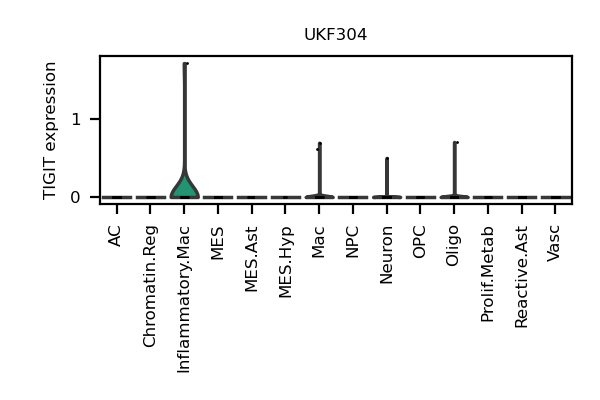 UKF304
TIGIT expression
1
0
AC
Chromatin.Reg
Inflammatory.Mac
MES
MES.Ast
MES.Hyp
Mac
NPC
Neuron
OPC
Oligo
Prolif.Metab
Reactive.Ast
Vasc